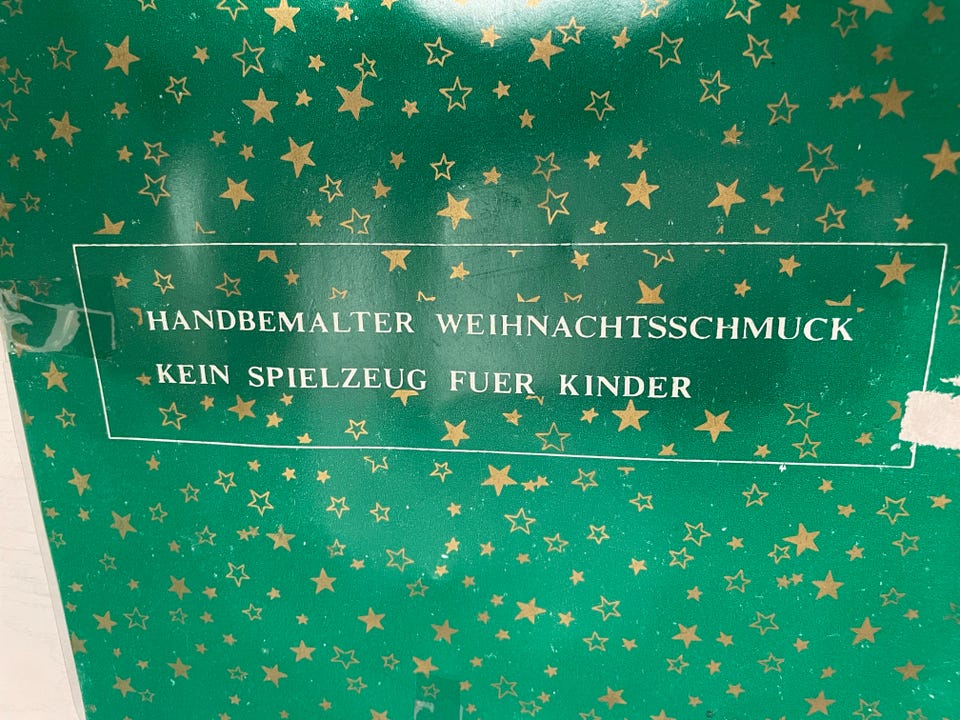 HANDBEMALTER WEIHNACHTSSCHMUCK
KEIN SPIELZEUG FUER KINDER